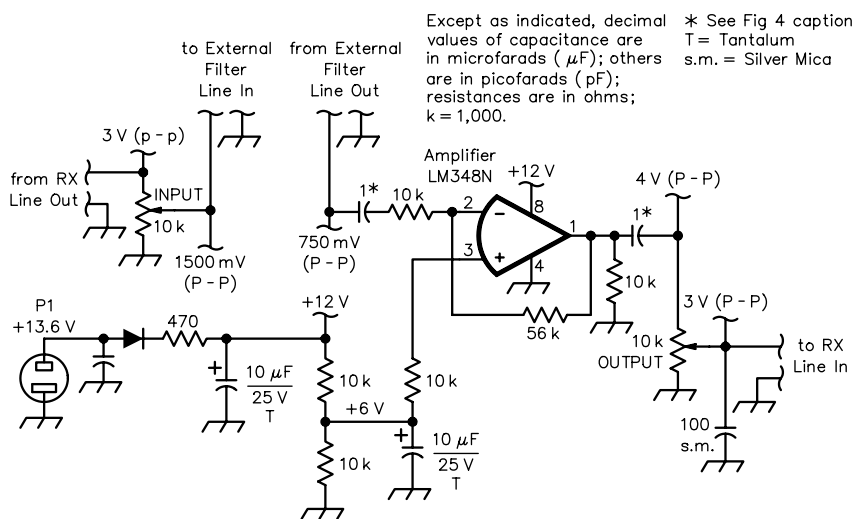 Except as indicated, decimal
values of capacitance are
in microfarads ( µF); others
are in picofarads ( pF);
resistances are in ohms;
k = 1,000.
* See Fig 4 caption
T = Tantalum
s.m. = Silver Mica
to External
Filter
Line In
from External
Filter
Line Out
3 V (p - p)
from RX
Line Out
INPUT
10 k
1500 mV
(P - P)
750 mV
(P - P)
1*
10 k
Amplifier
LM348N
+12 V
2
–
8
3
+
4
1
1*
4 V (P - P)
10 k
56 k
3 V (P - P)
10 k
OUTPUT
to RX
Line In
100
s.m.
P1
+13.6 V
470
+12 V
+
10 µF
25 V
T
10 k
10 k
+6 V
+
10 µF
25 V
T
10 k